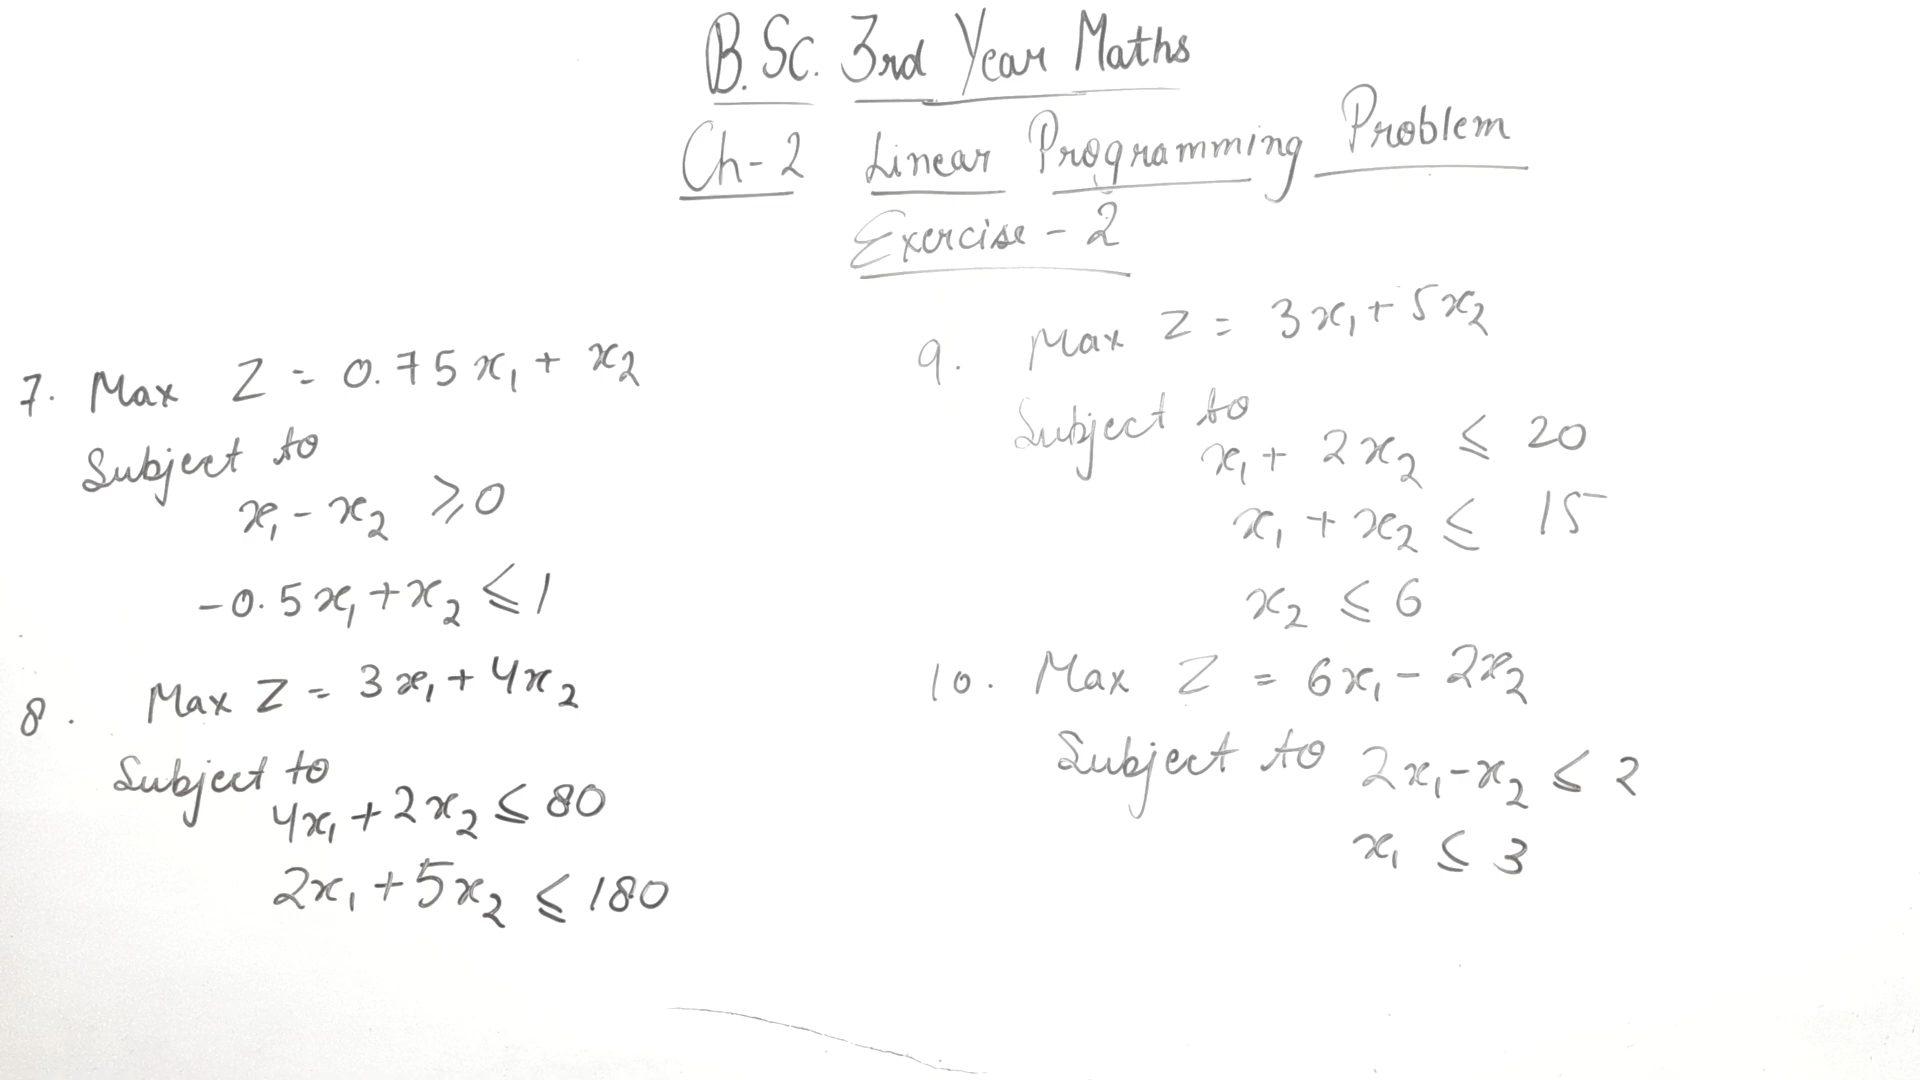 B.Sc. 3rd Year Maths
Ch-2 Linear Programming Problem
Exercise - 2
7. Max Z = 0.75x₁ + x₂
Subject to
x₁ - x₂ ⩾ 0
-0.5x₁ + x₂ ⩽ 1
8. Max Z = 3x₁ + 4x₂
Subject to
4x₁ + 2x₂ ⩽ 80
2x₁ + 5x₂ ⩽ 180
9. Max Z = 3x₁ + 5x₂
Subject to
x₁ + 2x₂ ⩽ 20
x₁ + x₂ ⩽ 15
x₂ ⩽ 6
10. Max Z = 6x₁ - 2x₂
Subject to 2x₁ - x₂ ⩽ 2
x₁ ⩽ 3